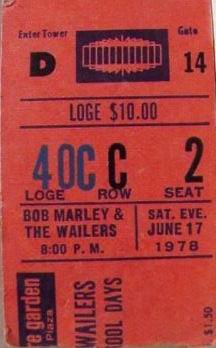 Enter Tower Gate
D 14
LOGE $10.00
40C C 2
LOGE ROW SEAT
BOB MARLEY & SAT. EVE.
THE WAILERS JUNE 17
8:00 P. M. 1978
e garden
Plaza
WAILERS
OOL DAYS
$1.50